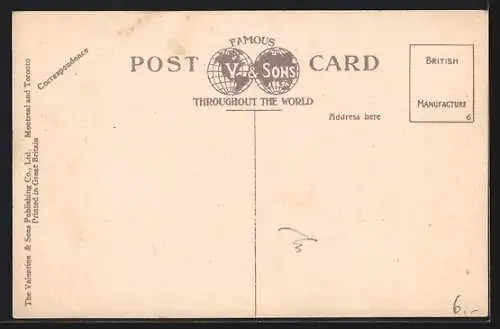 FAMOUS
POST V & SONS CARD
THROUGHOUT THE WORLD
Correspondence
Address here
BRITISH
MANUFACTURE
6
The Valentine & Sons Publishing Co., Ltd. Montreal and Toronto
Printed in Great Britain
6.-